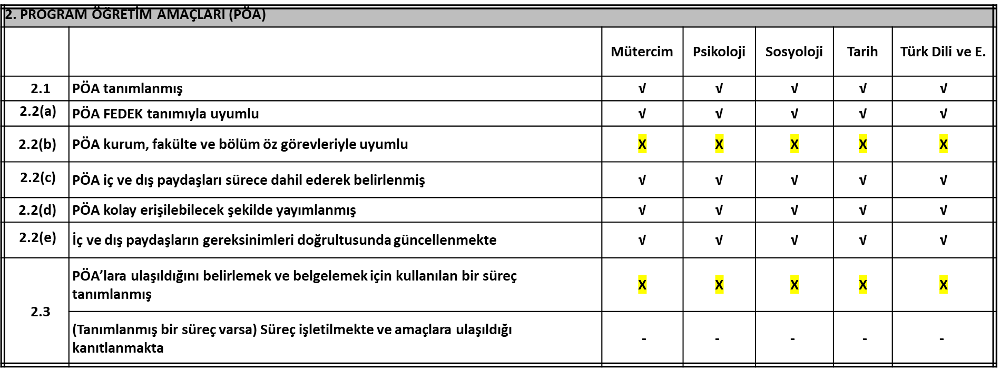 2. PROGRAM ÖĞRETİM AMAÇLARI (PÖA)
Mütercim Psikoloji Sosyoloji Tarih Türk Dili ve E.
2.1 PÖA tanımlanmış √ √ √ √ √
2.2(a) PÖA FEDEK tanımıyla uyumlu √ √ √ √ √
2.2(b) PÖA kurum, fakülte ve bölüm öz görevleriyle uyumlu X X X X X
2.2(c) PÖA iç ve dış paydaşları sürece dahil ederek belirlenmiş √ √ √ √ √
2.2(d) PÖA kolay erişilebilecek şekilde yayımlanmış √ √ √ √ √
2.2(e) İç ve dış paydaşların gereksinimleri doğrultusunda güncellenmekte √ √ √ √ √
2.3
PÖA’lara ulaşıldığını belirlemek ve belgelemek için kullanılan bir süreç
tanımlanmış
X X X X X
(Tanımlanmış bir süreç varsa) Süreç işletilmekte ve amaçlara ulaşıldığı
kanıtlanmakta
- - - - -